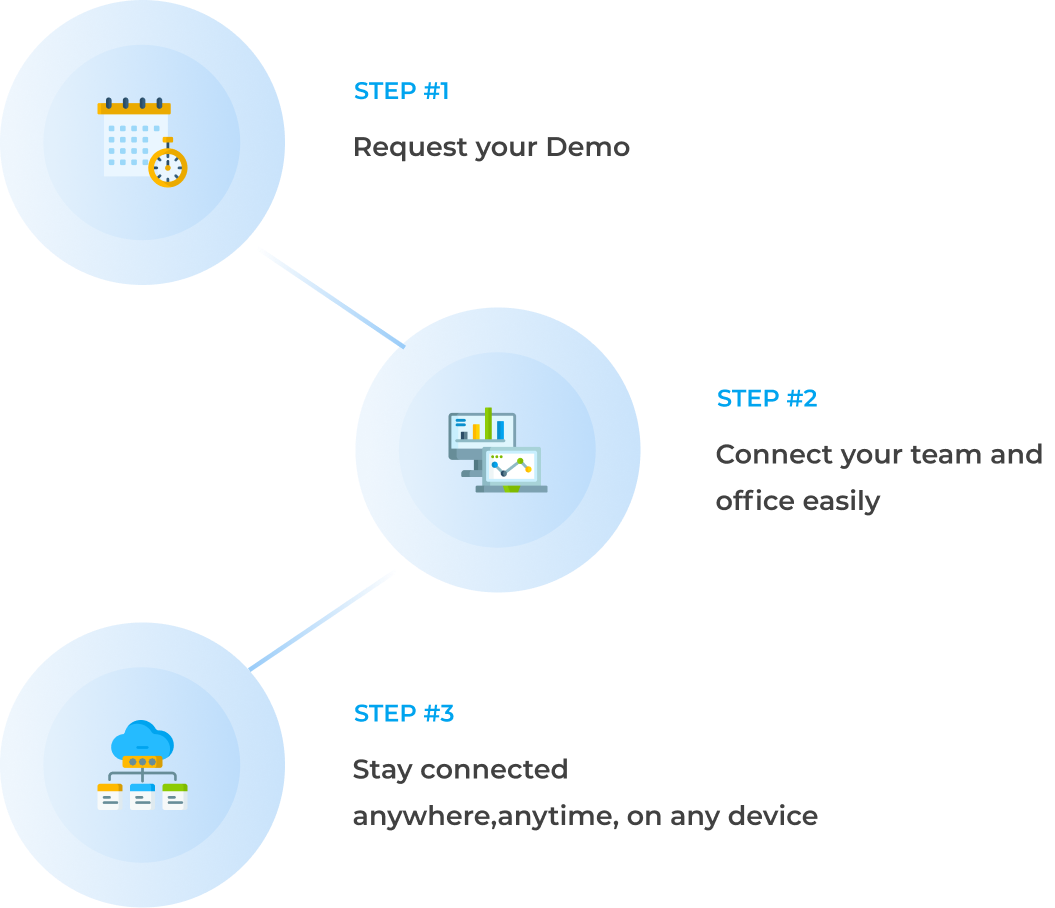 STEP #1
Request your Demo
STEP #2
Connect your team and
office easily
STEP #3
Stay connected
anywhere,anytime, on any device